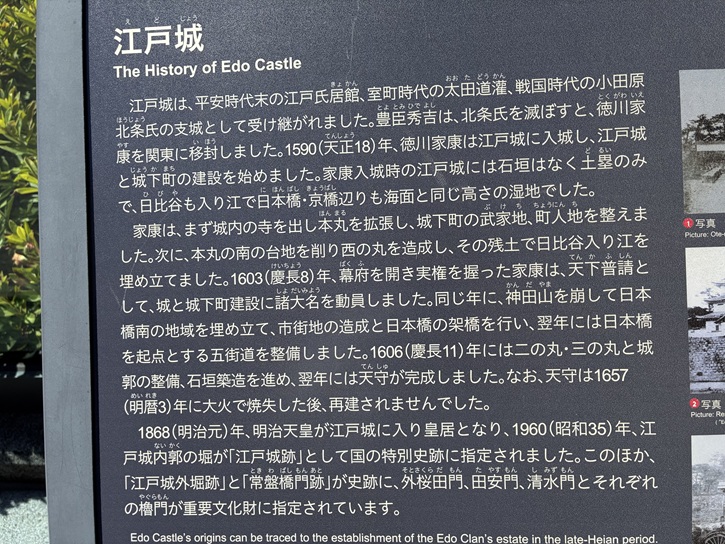 江戸城
The History of Edo Castle
江戸城は、平安時代末の江戸氏居館、室町時代の太田道灌、戦国時代の小田原
北条氏の支城として受け継がれました。豊臣秀吉は、北条氏を滅ぼすと、徳川家
康を関東に移封しました。1590(天正18)年、徳川家康は江戸城に入城し、江戸城
と城下町の建設を始めました。家康入城時の江戸城には石垣はなく土塁のみ
で、日比谷も入り江で日本橋・京橋辺りも海面と同じ高さの湿地でした。
家康は、まず城内の寺を出し本丸を拡張し、城下町の武家地、町人地を整えま
した。次に、本丸の南の台地を削り西の丸を造成し、その残土で日比谷入り江を
埋め立てました。1603(慶長8)年、幕府を開き実権を握った家康は、天下普請と
して、城と城下町建設に諸大名を動員しました。同じ年に、神田山を崩して日本
橋南の地域を埋め立て、市街地の造成と日本橋の架橋を行い、翌年には日本橋
を起点とする五街道を整備しました。1606(慶長11)年には二の丸・三の丸と城
郭の整備、石垣築造を進め、翌年には天守が完成しました。なお、天守は1657
(明暦3)年に大火で焼失した後、再建されませんでした。
1868(明治元)年、明治天皇が江戸城に入り皇居となり、1960(昭和35)年、江
戸城内郭の堀が「江戸城跡」として国の特別史跡に指定されました。このほか、
「江戸城外堀跡」と「常盤橋門跡」が史跡に、外桜田門、田安門、清水門とそれぞれ
の櫓門が重要文化財に指定されています。
Edo Castle's origins can be traced to the establishment of the Edo Clan's estate in the late-Heian period.
1 写真
Picture: Ote-
2 写真
Picture: Re